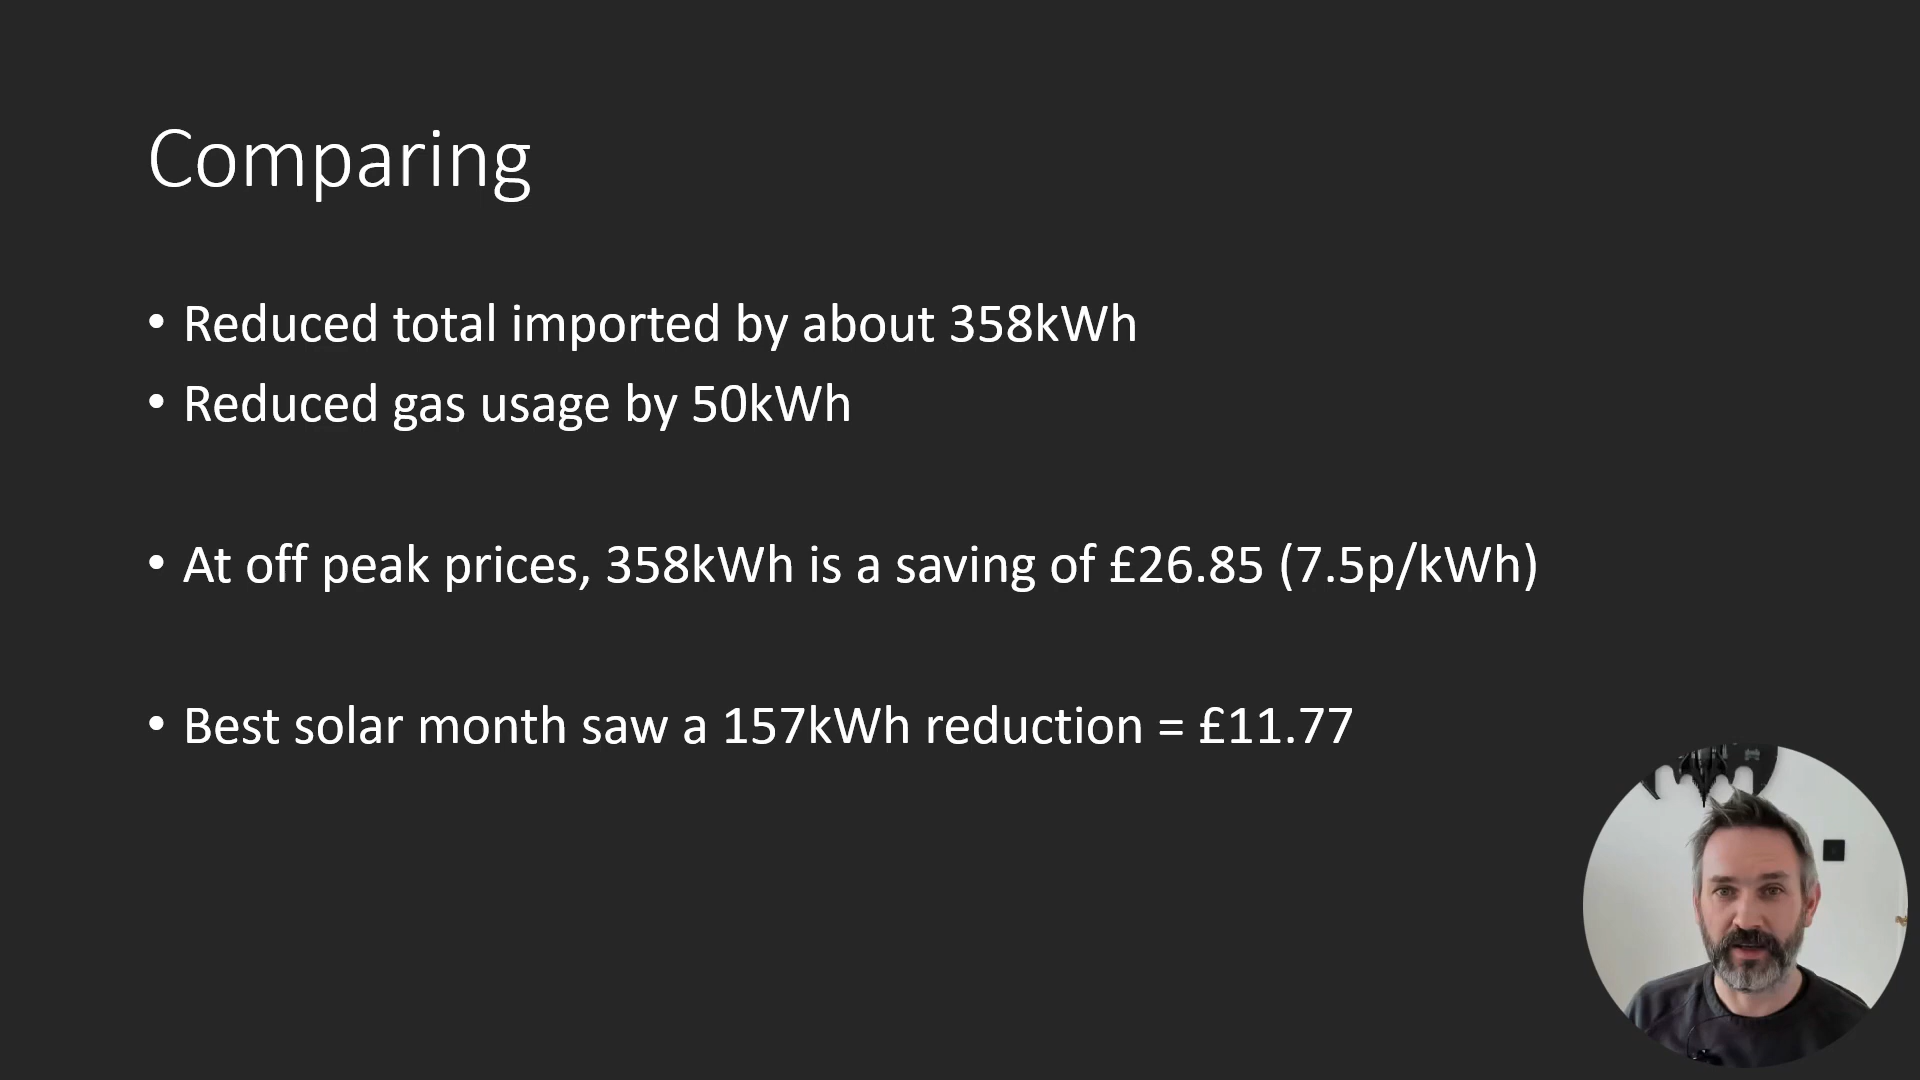 Comparing
• Reduced total imported by about 358kWh
• Reduced gas usage by 50kWh
• At off peak prices, 358kWh is a saving of £26.85 (7.5p/kWh)
• Best solar month saw a 157kWh reduction = £11.77